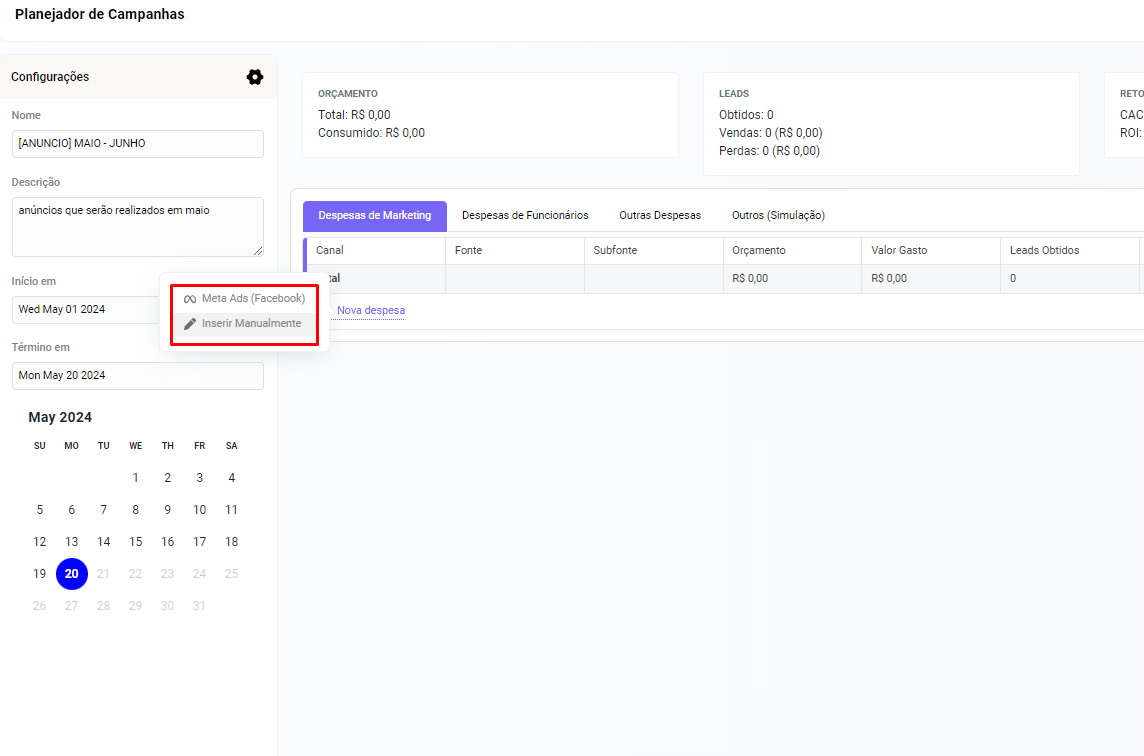 Planejador de Campanhas
Configurações
Nome
[ANUNCIO] MAIO - JUNHO
Descrição
anúncios que serão realizados em maio
Início em
Wed May 01 2024
Término em
Mon May 20 2024
May 2024
SU MO TU WE TH FR SA
1 2 3 4
5 6 7 8 9 10 11
12 13 14 15 16 17 18
19 20 21 22 23 24 25
26 27 28 29 30 31
Meta Ads (Facebook)
Inserir Manualmente
ORÇAMENTO
Total: R$ 0,00
Consumido: R$ 0,00
LEADS
Obtidos: 0
Vendas: 0 (R$ 0,00)
Perdas: 0 (R$ 0,00)
RETO
CAC
ROI:
Despesas de Marketing Despesas de Funcionários Outras Despesas Outros (Simulação)
Canal Fonte Subfonte Orçamento Valor Gasto Leads Obtidos
tal R$ 0,00 R$ 0,00 0
Nova despesa